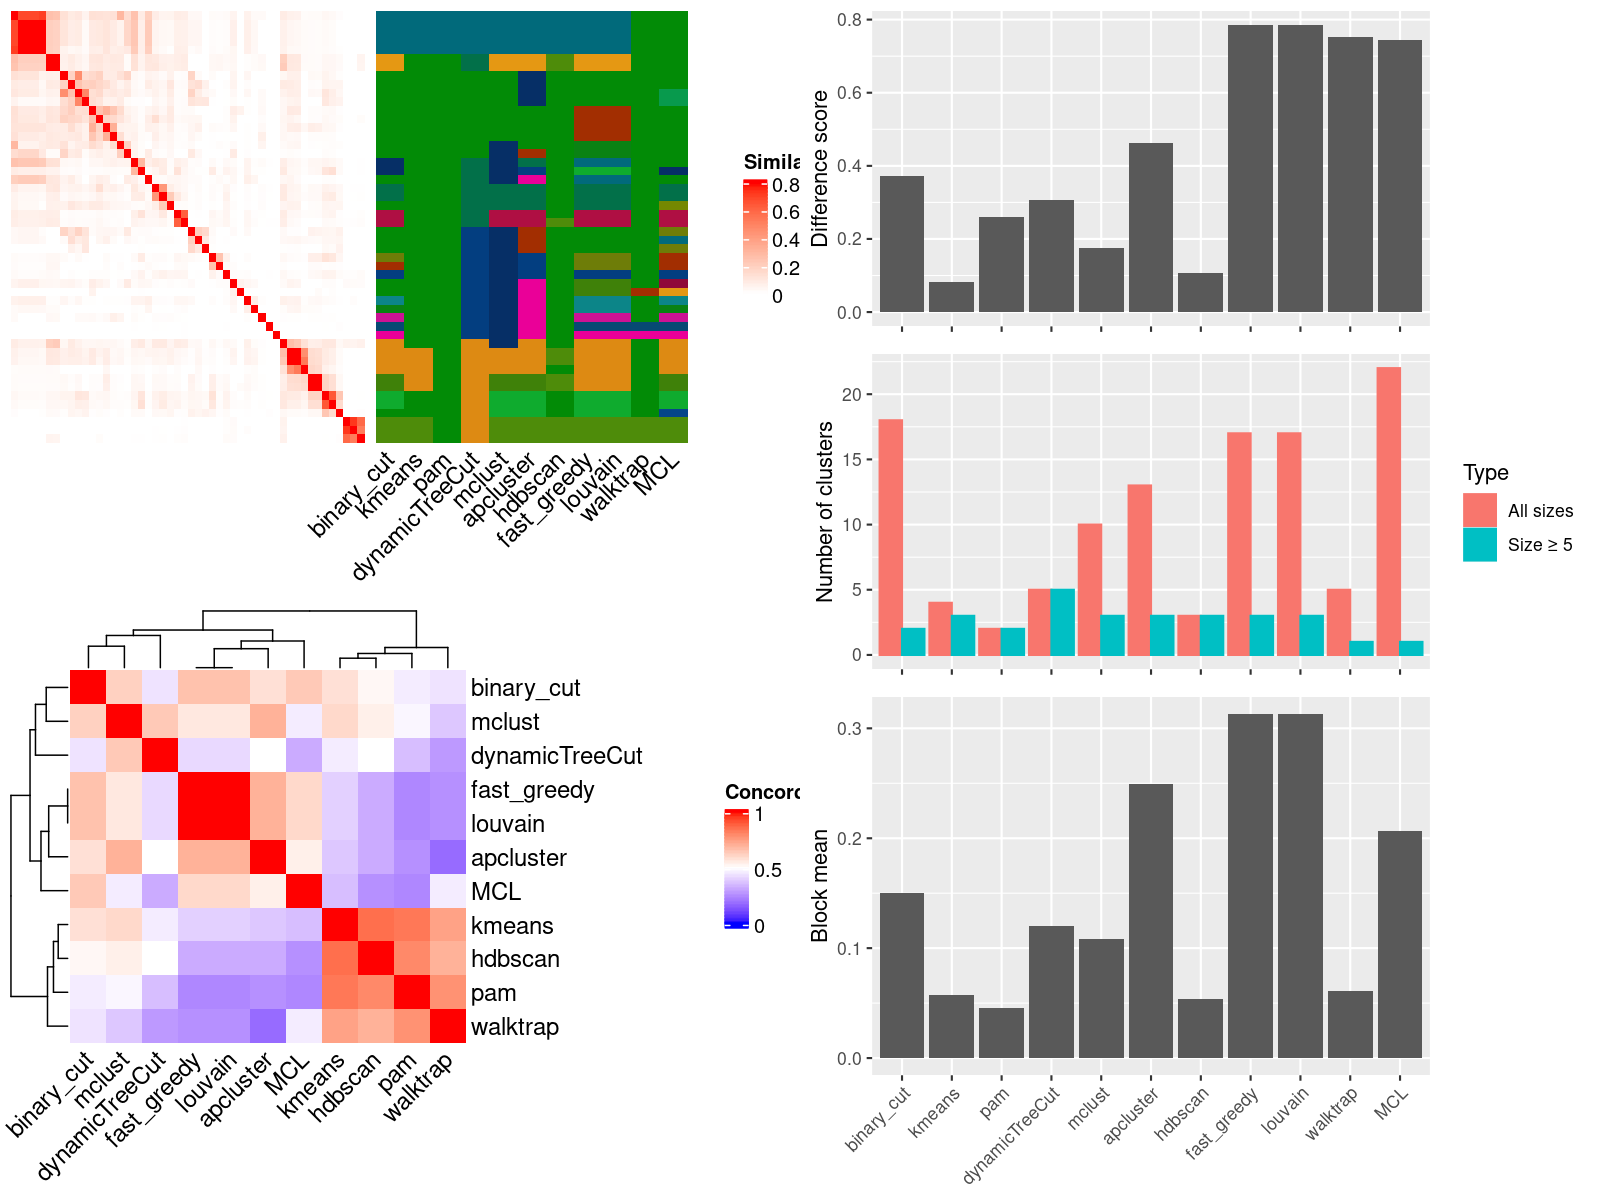 Simila
0.8
0.6
0.4
0.2
0
binary_cut
kmeans
pam
dynamicTreeCut
mclust
apcluster
hdbscan
fast_greedy
louvain
walktrap
MCL
Difference score
0.8
0.6
0.4
0.2
0.0
Number of clusters
20
15
10
5
0
Type
All sizes
Size ≥ 5
binary_cut
mclust
dynamicTreeCut
fast_greedy
louvain
apcluster
MCL
kmeans
hdbscan
pam
walktrap
binary_cut
mclust
dynamicTreeCut
fast_greedy
louvain
apcluster
MCL
kmeans
hdbscan
pam
walktrap
Concord
1
0.5
0
Block mean
0.3
0.2
0.1
0.0
binary_cut
kmeans
pam
dynamicTreeCut
mclust
apcluster
hdbscan
fast_greedy
louvain
walktrap
MCL